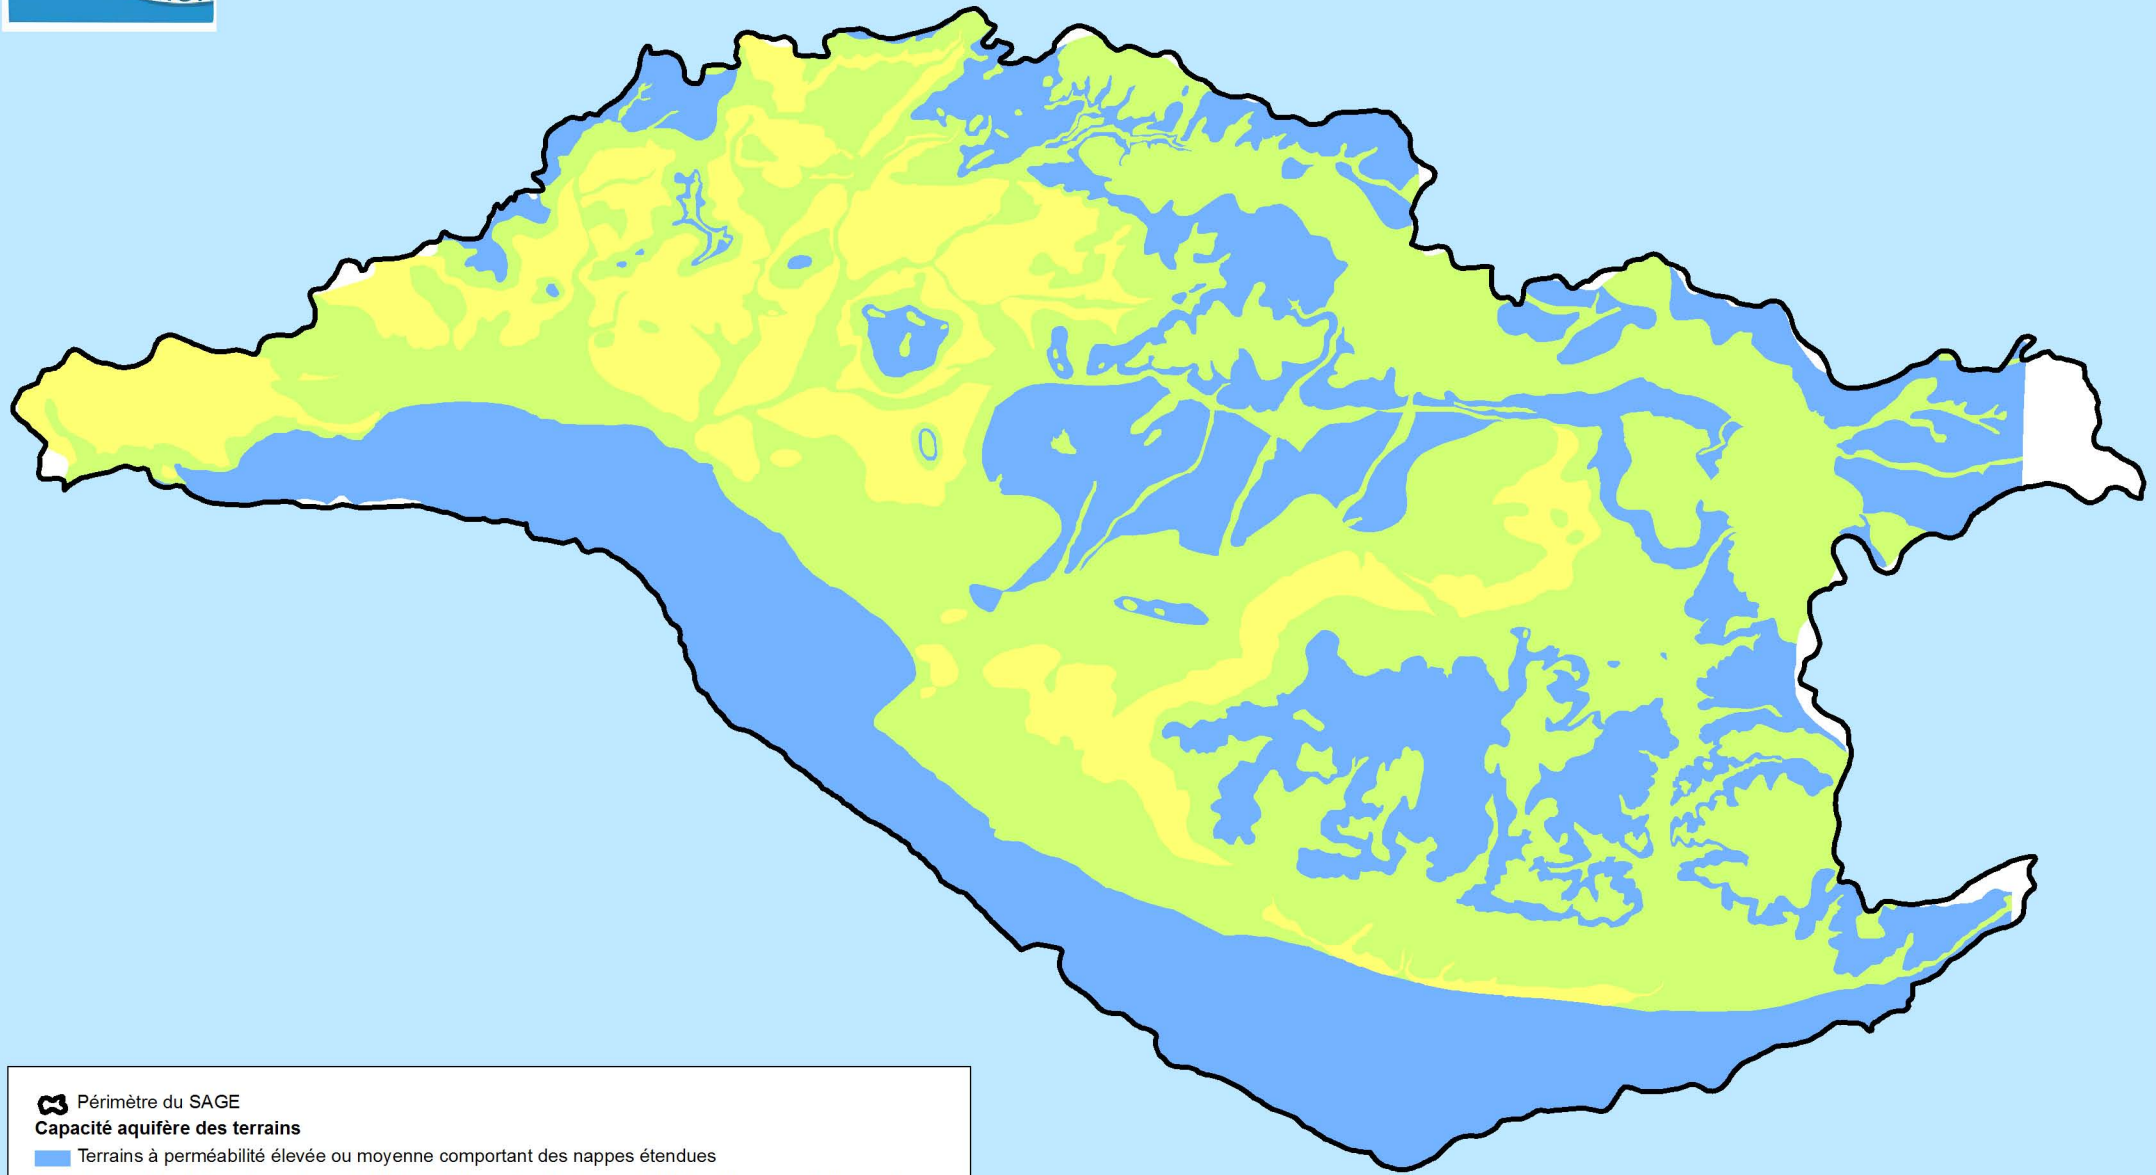 Périmètre du SAGE
Capacité aquifère des terrains
Terrains à perméabilité élevée ou moyenne comportant des nappes étendues